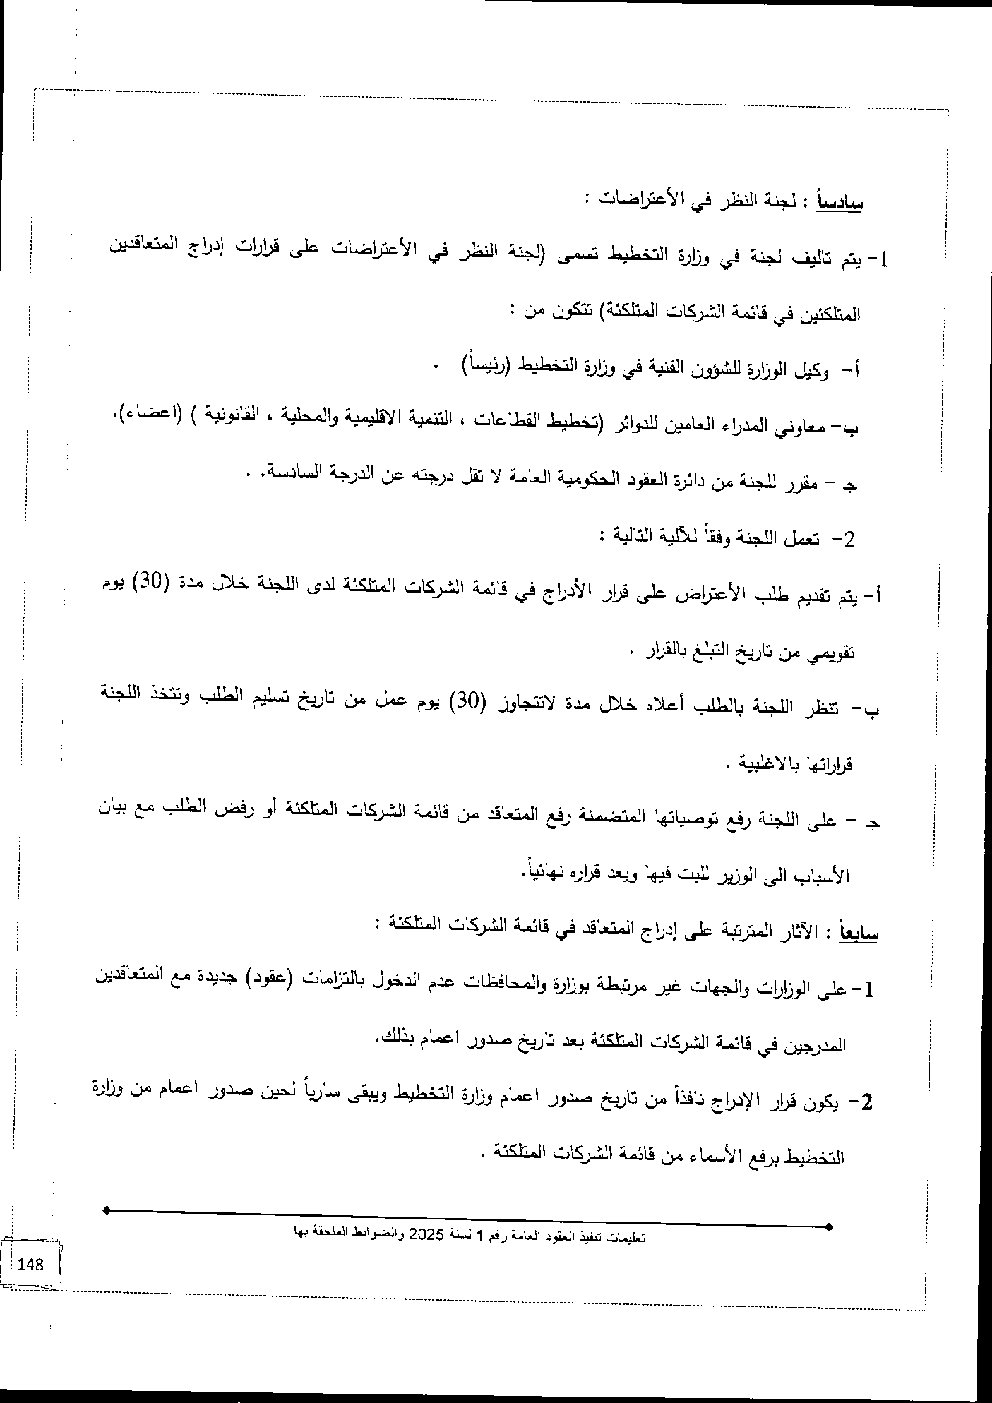 سادساً : لجنة النظر في الأعتراضات :
1- يتم تاليف لجنة في وزارة التخطيط تسمى (لجنة النظر في الأعتراضات على قرارات إدراج المتعاقدين
المتلكئين في قائمة الشركات المتلكئة) تتكون من :
أ- وكيل الوزارة للشؤون الفنية في وزارة التخطيط (رئيساً) .
ب- معاوني المدراء العامين للدوائر (تخطيط القطاعات ، التنمية الاقليمية والمحلية ، القانونية ) (اعضاء).
جـ - مقرر للجنة من دائرة العقود الحكومية العامة لا تقل درجته عن الدرجة السادسة. .
2- تعمل اللجنة وفقاً للآلية التالية :
أ- يتم تقديم طلب الأعتراض على قرار الأدراج في قائمة الشركات المتلكئة لدى اللجنة خلال مدة (30) يوم
تقويمي من تاريخ التبلغ بالقرار .
ب- تنظر اللجنة بالطلب أعلاه خلال مدة لاتتجاوز (30) يوم عمل من تاريخ تسليم الطلب وتتخذ اللجنة
قراراتها بالاغلبية .
جـ - على اللجنة رفع توصياتها المتضمنة رفع المتعاقد من قائمة الشركات المتلكئة أو رفض الطلب مع بيان
الأسباب الى الوزير للبت فيها ويعد قراره نهائياً.
سابعاً : الآثار المترتبة على إدراج المتعاقد في قائمة الشركات المتلكئة :
1- على الوزارات والجهات غير مرتبطة بوزارة والمحافظات عدم الدخول بالتزامات (عقود) جديدة مع المتعاقدين
المدرجين في قائمة الشركات المتلكئة بعد تاريخ صدور اعمام بذلك.
2- يكون قرار الإدراج نافذاً من تاريخ صدور اعمام وزارة التخطيط ويبقى سارياً لحين صدور اعمام من وزارة
التخطيط برفع الأسماء من قائمة الشركات المتلكئة .
تعليمات تنفيذ العقود العامة رقم 1 لسنة 2025 والضوابط الملحقة بها
148